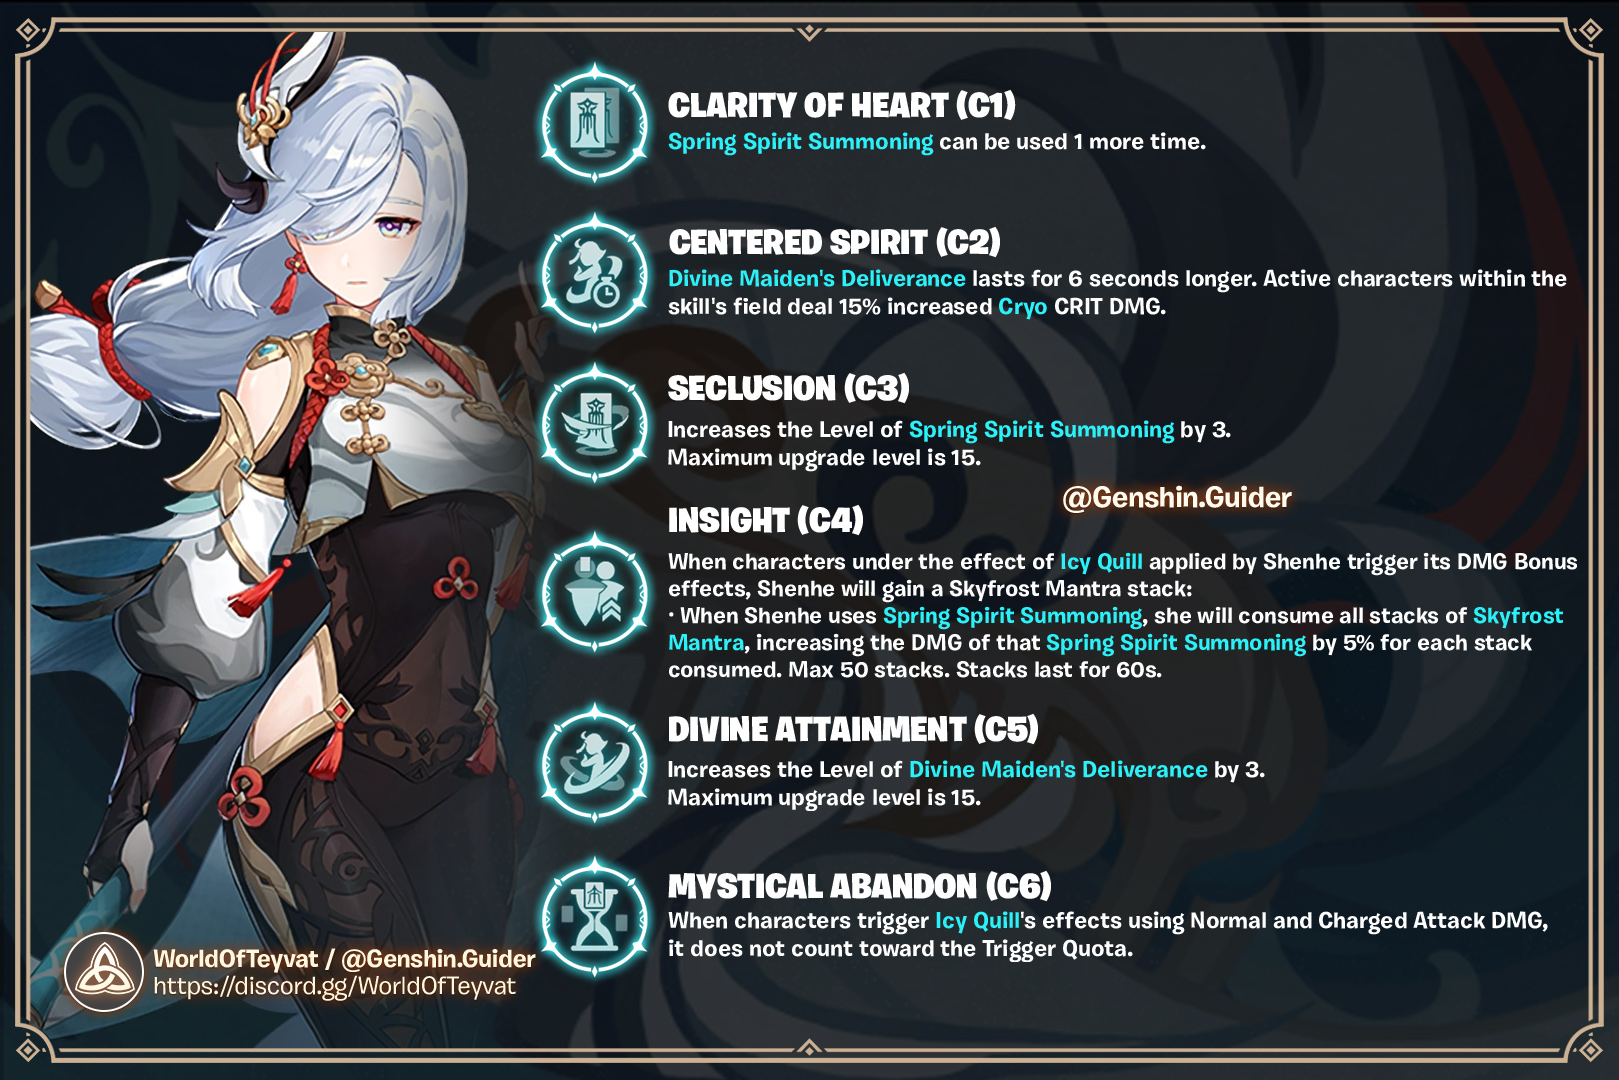 CLARITY OF HEART (C1)
Spring Spirit Summoning can be used 1 more time.
CENTERED SPIRIT (C2)
Divine Maiden's Deliverance lasts for 6 seconds longer. Active characters within the
skill's field deal 15% increased Cryo CRIT DMG.
SECLUSION (C3)
Increases the Level of Spring Spirit Summoning by 3.
Maximum upgrade level is 15.
@Genshin.Guider
INSIGHT (C4)
When characters under the effect of Icy Quill applied by Shenhe trigger its DMG Bonus
effects, Shenhe will gain a Skyfrost Mantra stack:
· When Shenhe uses Spring Spirit Summoning, she will consume all stacks of Skyfrost
Mantra, increasing the DMG of that Spring Spirit Summoning by 5% for each stack
consumed. Max 50 stacks. Stacks last for 60s.
DIVINE ATTAINMENT (C5)
Increases the Level of Divine Maiden's Deliverance by 3.
Maximum upgrade level is 15.
MYSTICAL ABANDON (C6)
When characters trigger Icy Quill's effects using Normal and Charged Attack DMG,
it does not count toward the Trigger Quota.
WorldOfTeyvat / @Genshin.Guider
https://discord.gg/WorldOfTeyvat